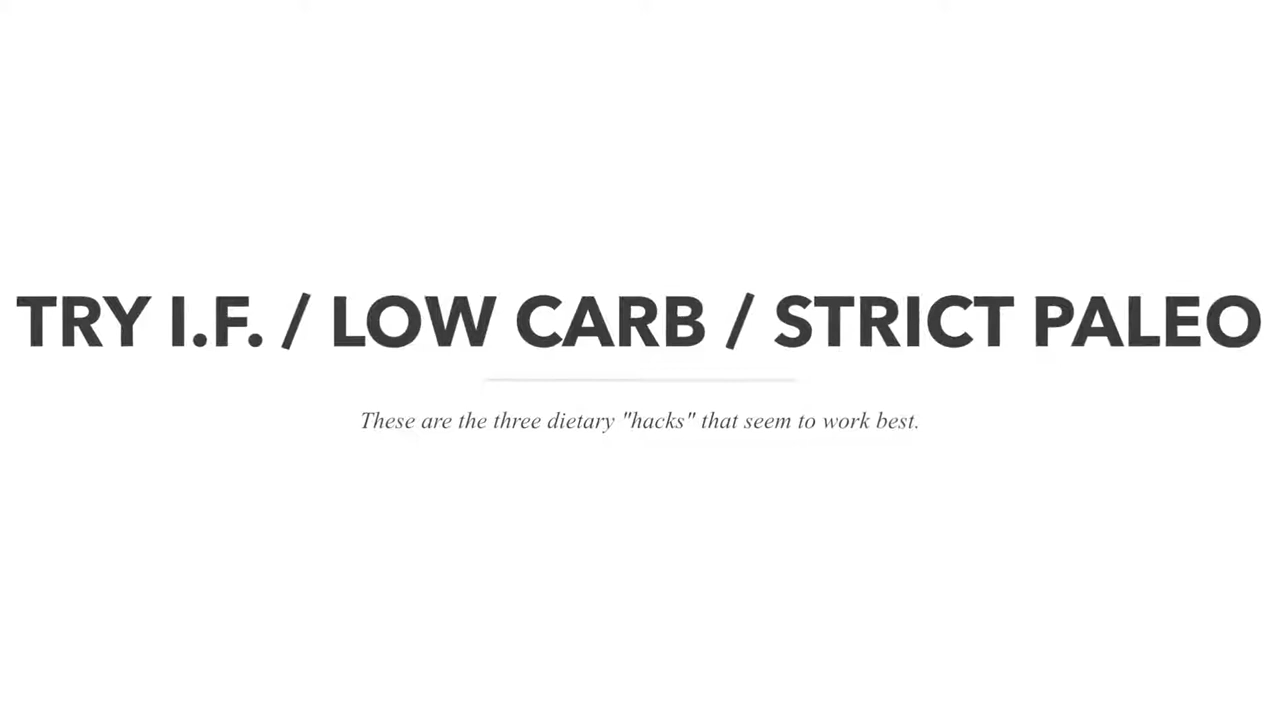 TRY I.F. / LOW CARB / STRICT PALEO
These are the three dietary "hacks" that seem to work best.